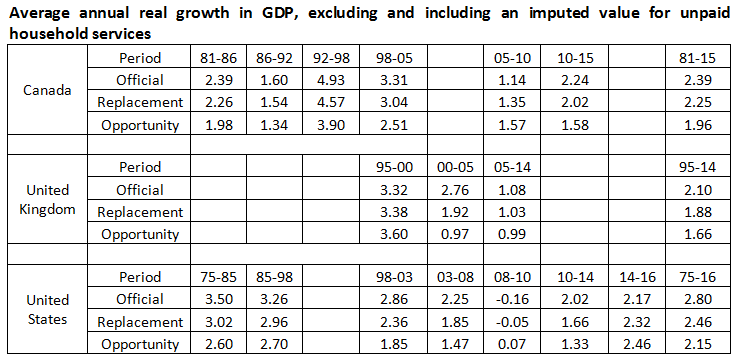 Average annual real growth in GDP, excluding and including an imputed value for unpaid
household services
Period 81-86 86-92 92-98 98-05 05-10 10-15 81-15
Canada Official 2.39 1.60 4.93 3.31 1.14 2.24 2.39
Replacement 2.26 1.54 4.57 3.04 1.35 2.02 2.25
Opportunity 1.98 1.34 3.90 2.51 1.57 1.58 1.96
Period 95-00 00-05 05-14 95-14
United Official 3.32 2.76 1.08 2.10
Kingdom Replacement 3.38 1.92 1.03 1.88
Opportunity 3.60 0.97 0.99 1.66
Period 75-85 85-98 98-03 03-08 08-10 10-14 14-16 75-16
United Official 3.50 3.26 2.86 2.25 -0.16 2.02 2.17 2.80
States Replacement 3.02 2.96 2.36 1.85 -0.05 1.66 2.32 2.46
Opportunity 2.60 2.70 1.85 1.47 0.07 1.33 2.46 2.15